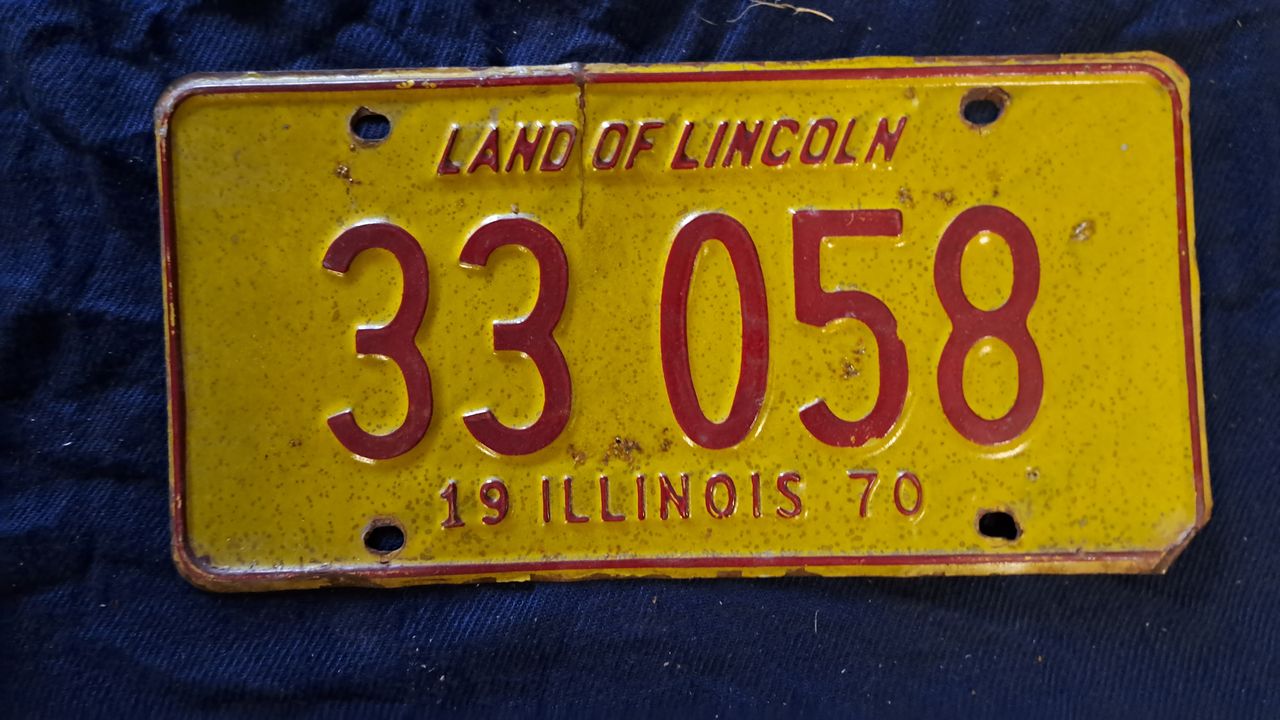 LAND OF LINCOLN
33 058
19 ILLINOIS 70